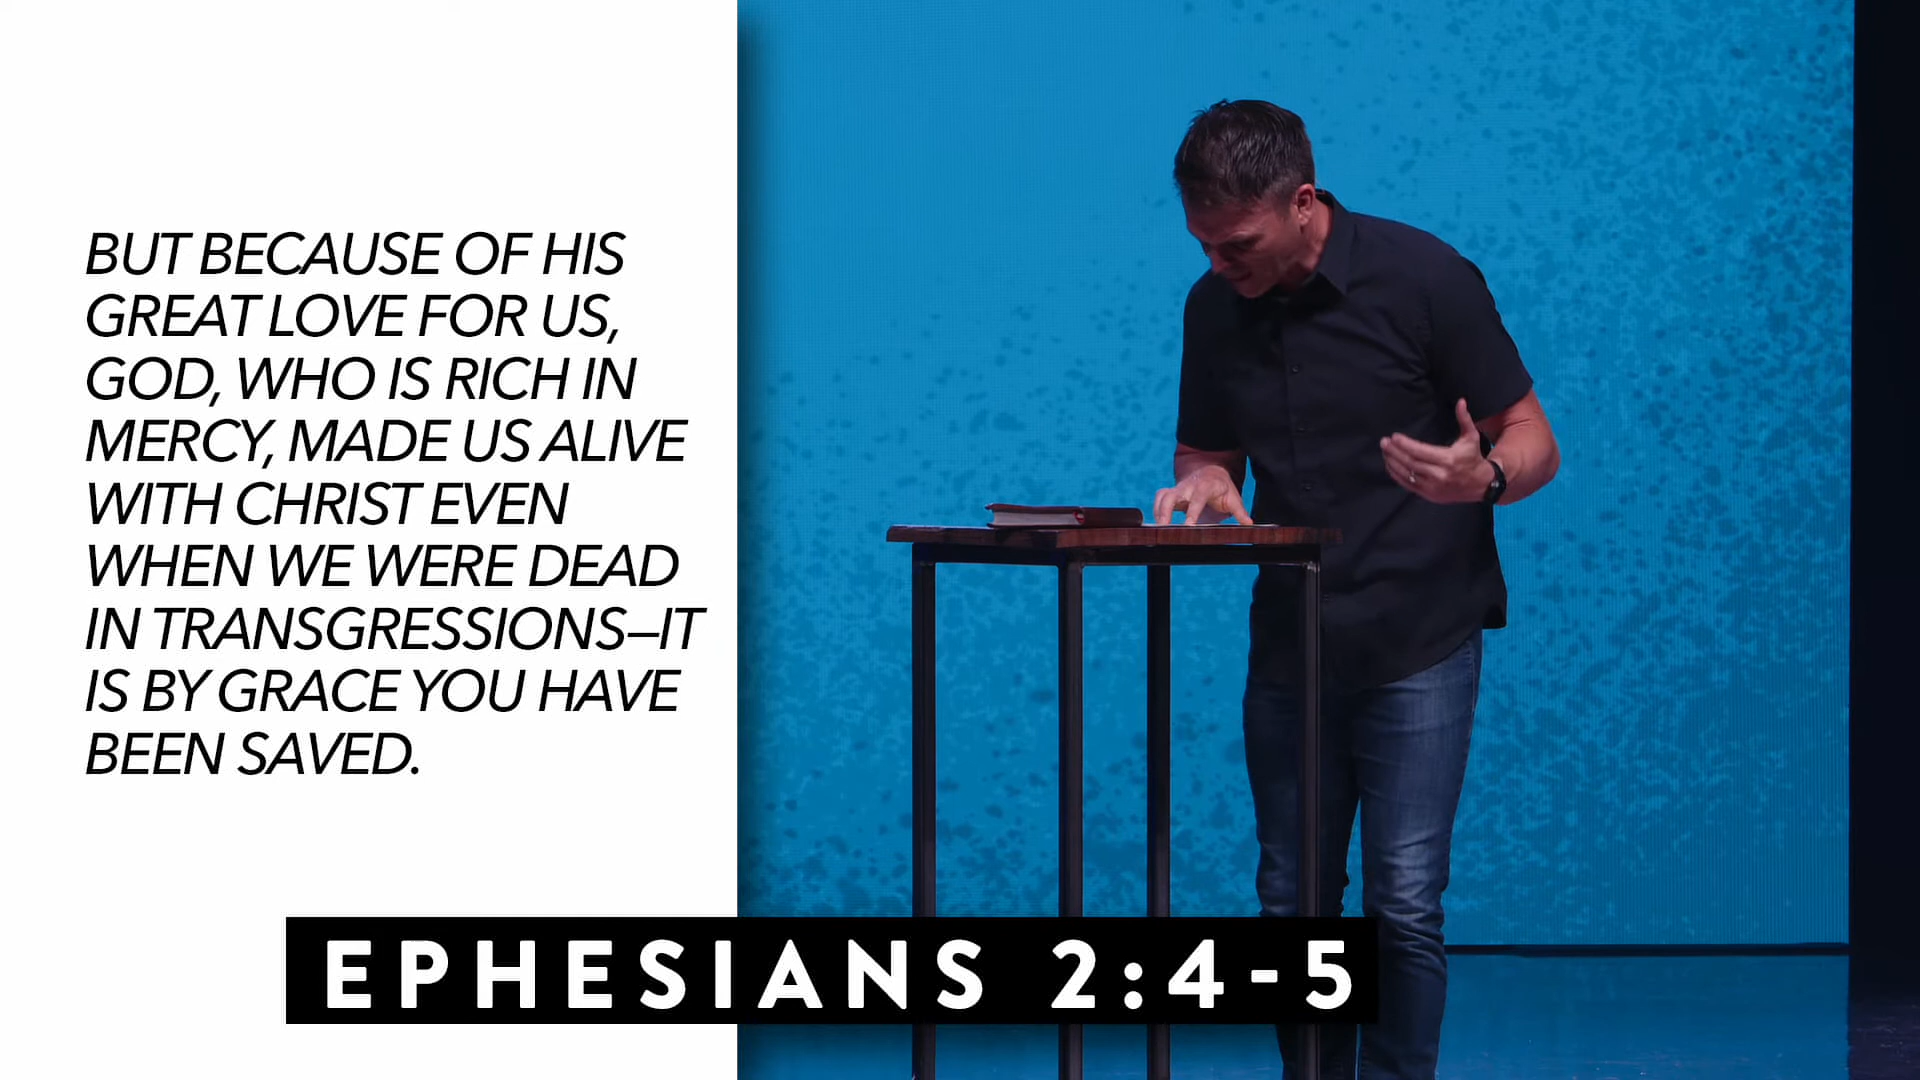 BUT BECAUSE OF HIS
GREAT LOVE FOR US,
GOD, WHO IS RICH IN
MERCY, MADE US ALIVE
WITH CHRIST EVEN
WHEN WE WERE DEAD
IN TRANSGRESSIONS—IT
IS BY GRACE YOU HAVE
BEEN SAVED.
EPHESIANS 2:4-5